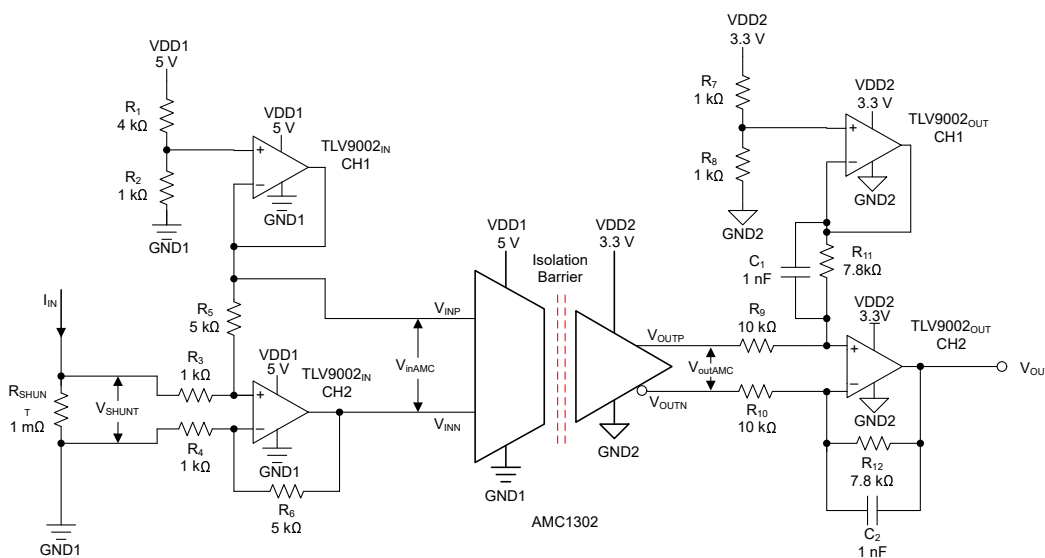 VDD1
5 V
R1
4 kΩ
R2
1 kΩ
GND1
VDD1
5 V
TLV9002IN
CH1
GND1
VDD2
3.3 V
R7
1 kΩ
R8
1 kΩ
GND2
VDD2
3.3 V
TLV9002OUT
CH1
GND2
C1
1 nF
R11
7.8kΩ
IIN
RSHUN
T
1 mΩ
VSHUNT
GND1
R3
1 kΩ
R4
1 kΩ
R5
5 kΩ
VDD1
5 V
TLV9002IN
CH2
GND1
R6
5 kΩ
VINP
VinAMC
VINN
VDD1
5 V
GND1
Isolation
Barrier
AMC1302
VDD2
3.3 V
GND2
VOUTP
VoutAMC
VOUTN
R9
10 kΩ
R10
10 kΩ
VDD2
3.3V
TLV9002OUT
CH2
GND2
VOU
R12
7.8 kΩ
C2
1 nF
+
−
+
−
+
−
+
−